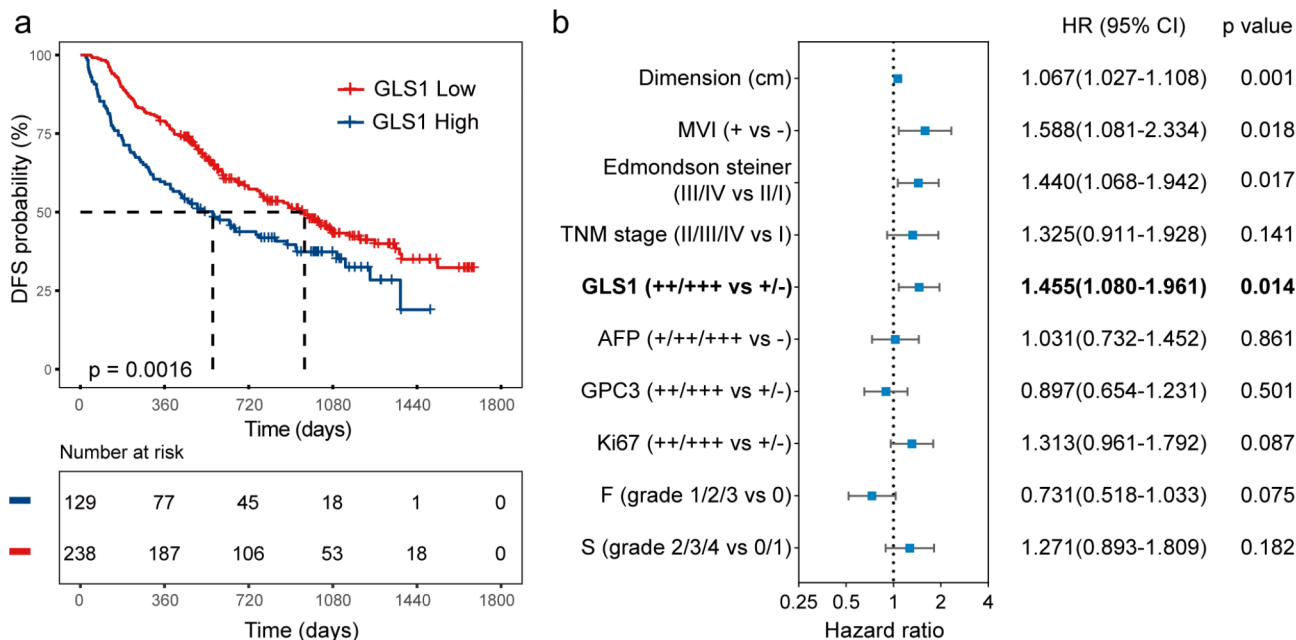 a
100
75
50
25
0
DFS probability (%)
GLS1 Low
GLS1 High
p = 0.0016
0 360 720 1080 1440 1800
Time (days)
Number at risk
129 77 45 18 1 0
238 187 106 53 18 0
0 360 720 1080 1440 1800
Time (days)
b
HR (95% CI) p value
Dimension (cm) 1.067(1.027-1.108) 0.001
MVI (+ vs -) 1.588(1.081-2.334) 0.018
Edmondson steiner
(III/IV vs II/I) 1.440(1.068-1.942) 0.017
TNM stage (II/III/IV vs I) 1.325(0.911-1.928) 0.141
GLS1 (++/+++ vs +/-) 1.455(1.080-1.961) 0.014
AFP (+/++/+++ vs -) 1.031(0.732-1.452) 0.861
GPC3 (++/+++ vs +/-) 0.897(0.654-1.231) 0.501
Ki67 (++/+++ vs +/-) 1.313(0.961-1.792) 0.087
F (grade 1/2/3 vs 0) 0.731(0.518-1.033) 0.075
S (grade 2/3/4 vs 0/1) 1.271(0.893-1.809) 0.182
0.25 0.5 1 2 4
Hazard ratio